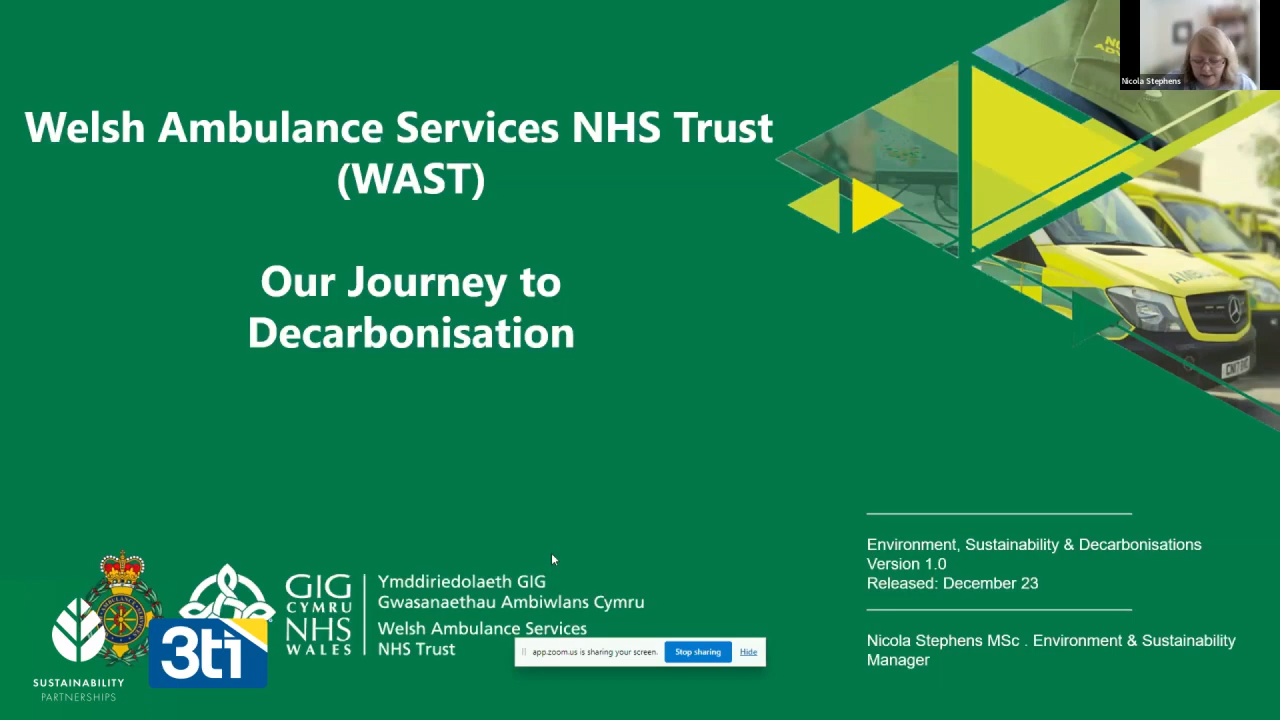 Nicola Stephens
Welsh Ambulance Services NHS Trust
(WAST)
Our Journey to
Decarbonisation
Environment, Sustainability & Decarbonisations
Version 1.0
Released: December 23
Nicola Stephens MSc . Environment & Sustainability
Manager
SUSTAINABILITY
PARTNERSHIPS
3ti
GIG
CYMRU
NHS
WALES
Ymddiriedolaeth GIG
Gwasanaethau Ambiwlans Cymru
Welsh Ambulance Services
NHS Trust
app.zoom.us is sharing your screen.
Stop sharing
Hide